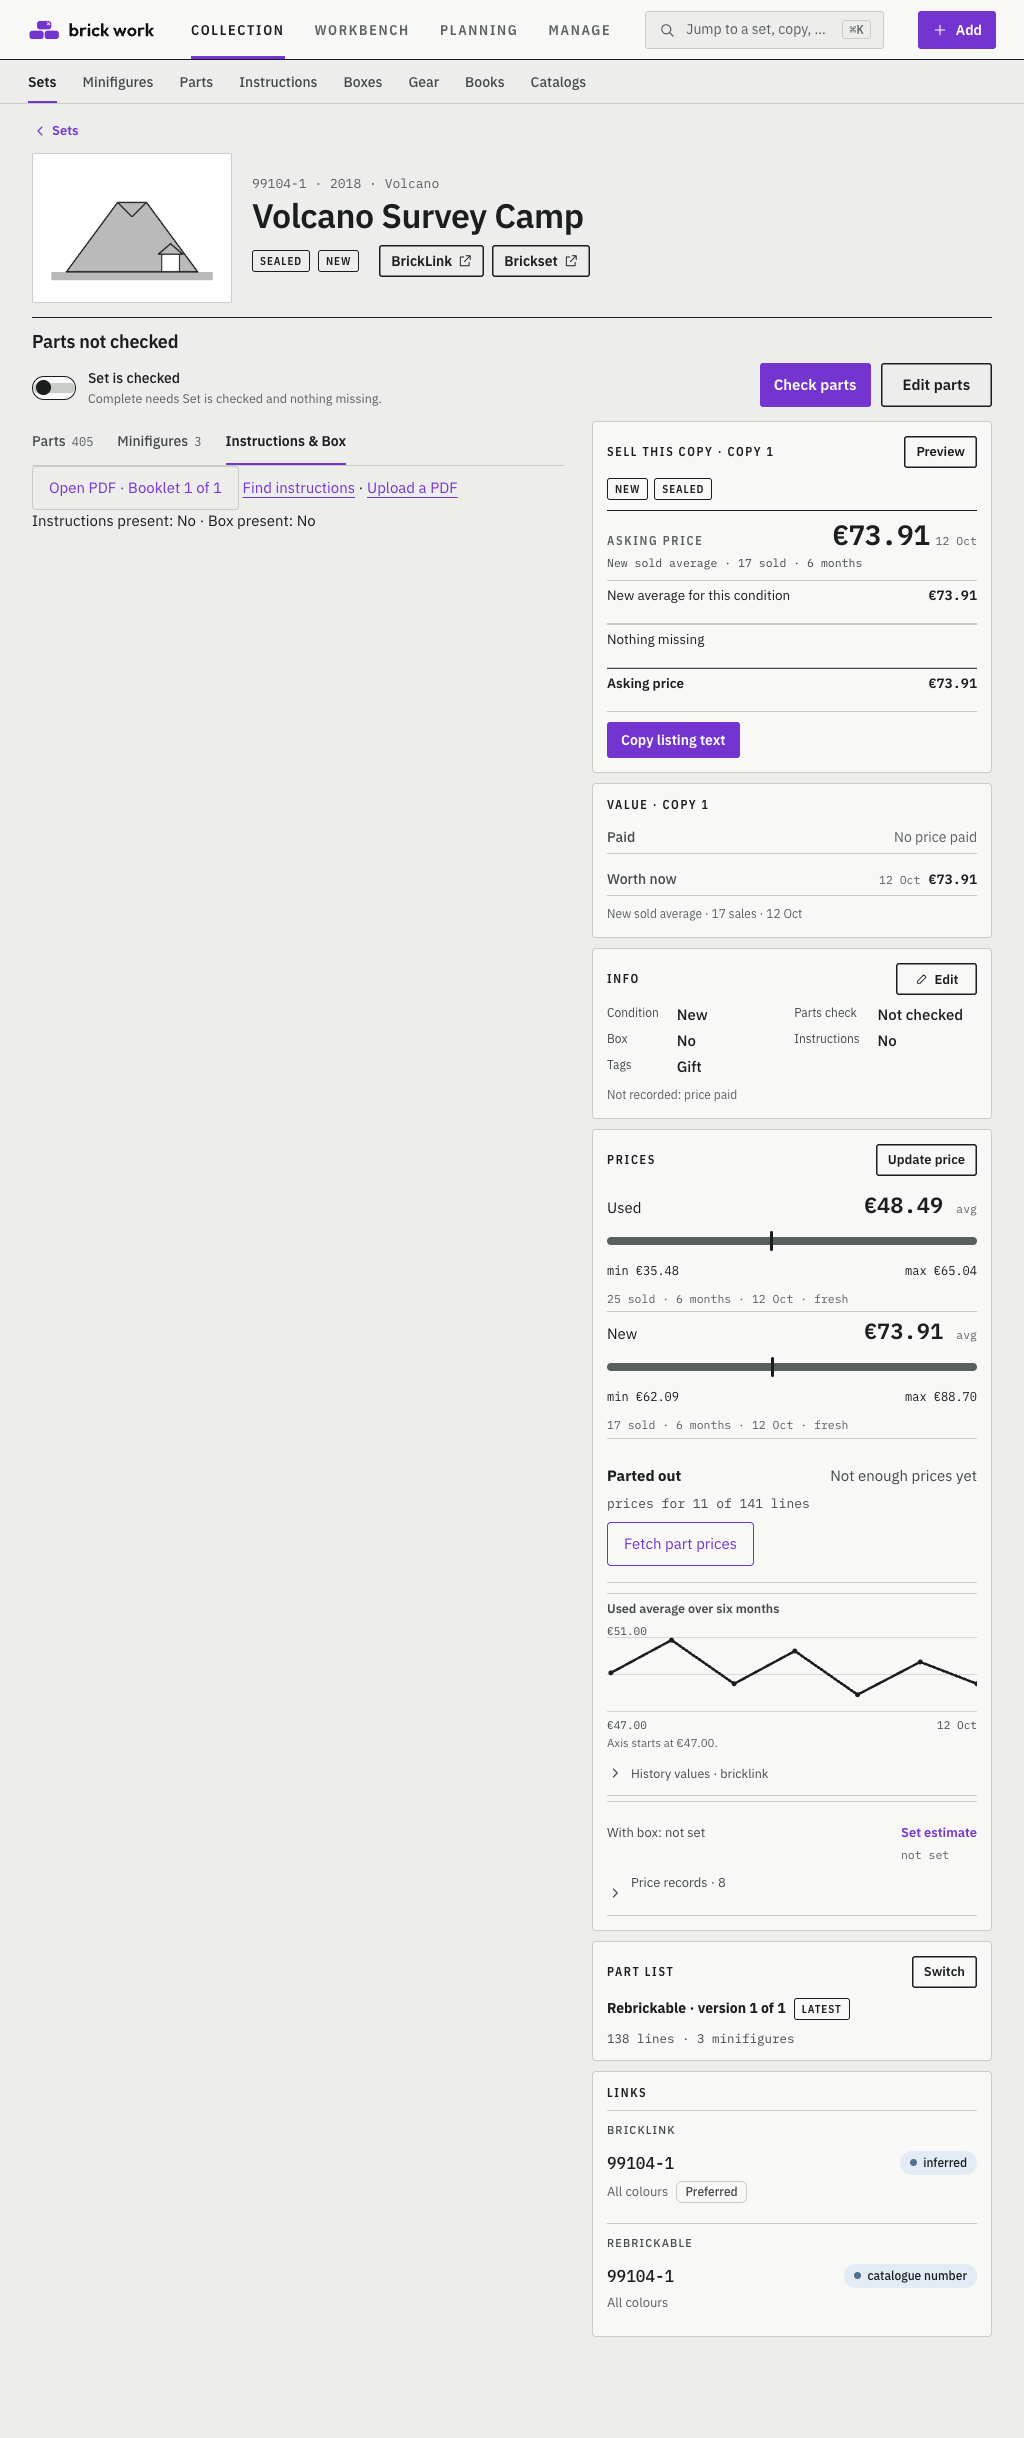 brick work
COLLECTION WORKBENCH PLANNING MANAGE
Jump to a set, copy, ... ⌘K
Add
Sets Minifigures Parts Instructions Boxes Gear Books Catalogs
Sets
99104-1 · 2018 · Volcano
Volcano Survey Camp
SEALED NEW BrickLink Brickset
Parts not checked
Set is checked
Complete needs Set is checked and nothing missing.
Check parts Edit parts
Parts 405 Minifigures 3 Instructions & Box
Open PDF · Booklet 1 of 1 Find instructions · Upload a PDF
Instructions present: No · Box present: No
SELL THIS COPY · COPY 1 Preview
NEW SEALED
ASKING PRICE €73.91 12 Oct
New sold average · 17 sold · 6 months
New average for this condition €73.91
Nothing missing
Asking price €73.91
Copy listing text
VALUE · COPY 1
Paid No price paid
Worth now 12 Oct €73.91
New sold average · 17 sales · 12 Oct
INFO Edit
Condition New Parts check Not checked
Box No Instructions No
Tags Gift
Not recorded: price paid
PRICES Update price
Used €48.49 avg
min €35.48 max €65.04
25 sold · 6 months · 12 Oct · fresh
New €73.91 avg
min €62.09 max €88.70
17 sold · 6 months · 12 Oct · fresh
Parted out Not enough prices yet
prices for 11 of 141 lines
Fetch part prices
Used average over six months
€51.00
€47.00 12 Oct
Axis starts at €47.00.
History values · bricklink
With box: not set Set estimate
not set
Price records · 8
PART LIST Switch
Rebrickable · version 1 of 1 LATEST
138 lines · 3 minifigures
LINKS
BRICKLINK
99104-1 inferred
All colours Preferred
REBRICKABLE
99104-1 catalogue number
All colours